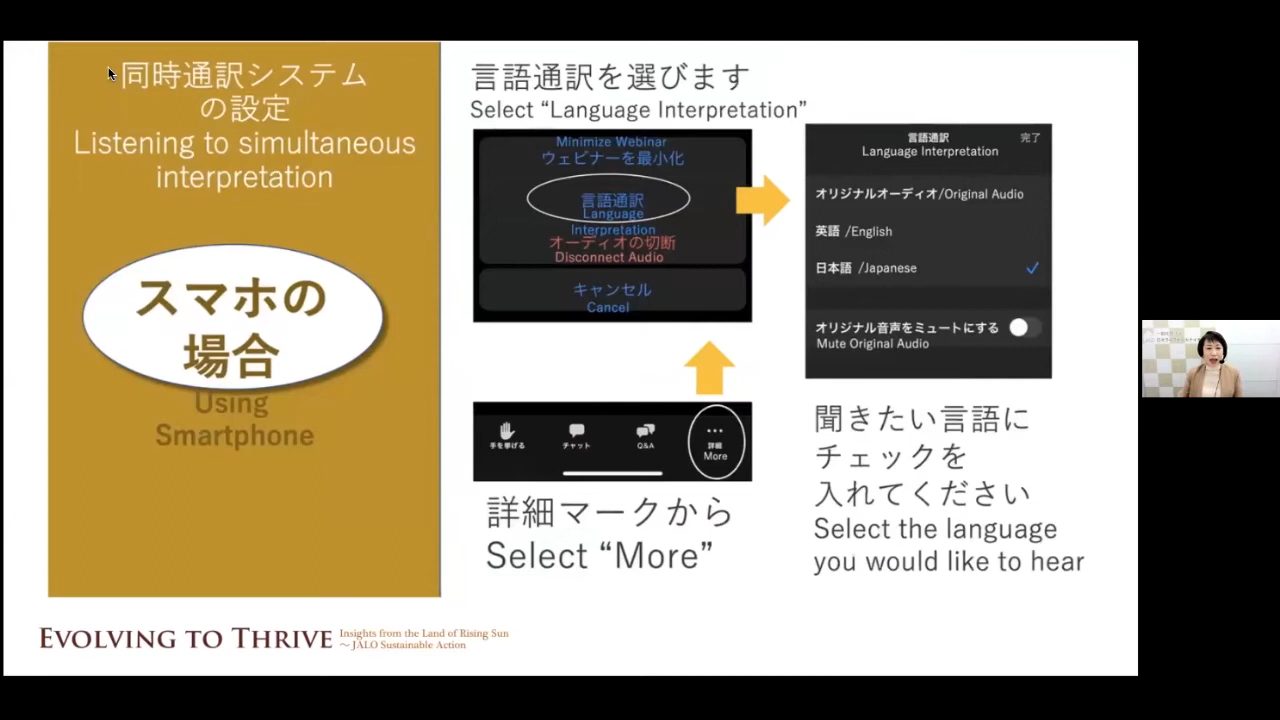 同時通訳システム
の設定
Listening to simultaneous
interpretation
スマホの
場合
Using
Smartphone
言語通訳を選びます
Select “Language Interpretation”
Minimize Webinar
ウェビナーを最小化
言語通訳
Language
Interpretation
オーディオの切断
Disconnect Audio
キャンセル
Cancel
手を挙げる
チャット
Q&A
詳細
More
詳細マークから
Select “More”
言語通訳 完了
Language Interpretation
オリジナルオーディオ/Original Audio
英語 /English
日本語 /Japanese
オリジナル音声をミュートにする
Mute Original Audio
聞きたい言語に
チェックを
入れてください
Select the language
you would like to hear
EVOLVING TO THRIVE
Insights from the Land of Rising Sun
～JALO Sustainable Action